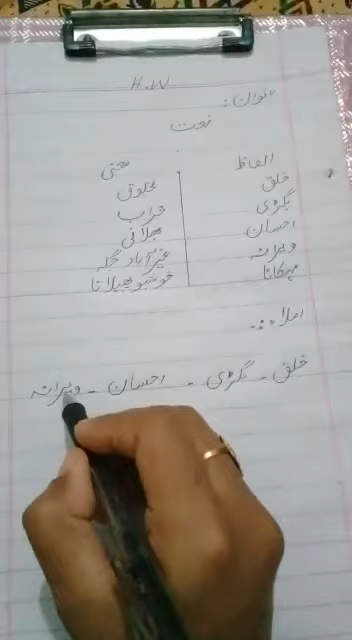 H.W
عنوان:
نعت
الفاظ معنی
خلق مخلوق
بگڑی خراب
احسان بھلائی
ویرانہ غیر آباد جگہ
مہکانا خوشبو پھیلانا
املاء:۔
خلق - بگڑی - احسان - ویرانہ